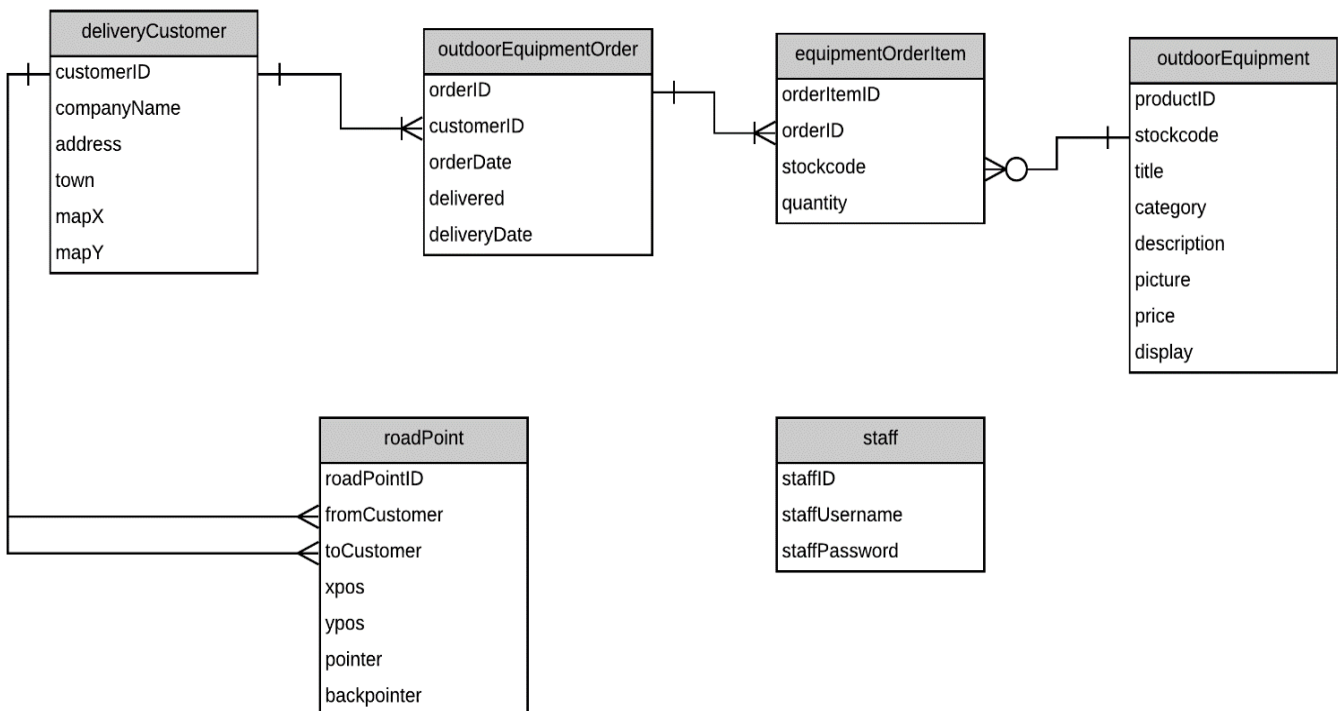 deliveryCustomer
customerID
companyName
address
town
mapX
mapY
outdoorEquipmentOrder
orderID
customerID
orderDate
delivered
deliveryDate
equipmentOrderItem
orderItemID
orderID
stockcode
quantity
outdoorEquipment
productID
stockcode
title
category
description
picture
price
display
roadPoint
roadPointID
fromCustomer
toCustomer
xpos
ypos
pointer
backpointer
staff
staffID
staffUsername
staffPassword